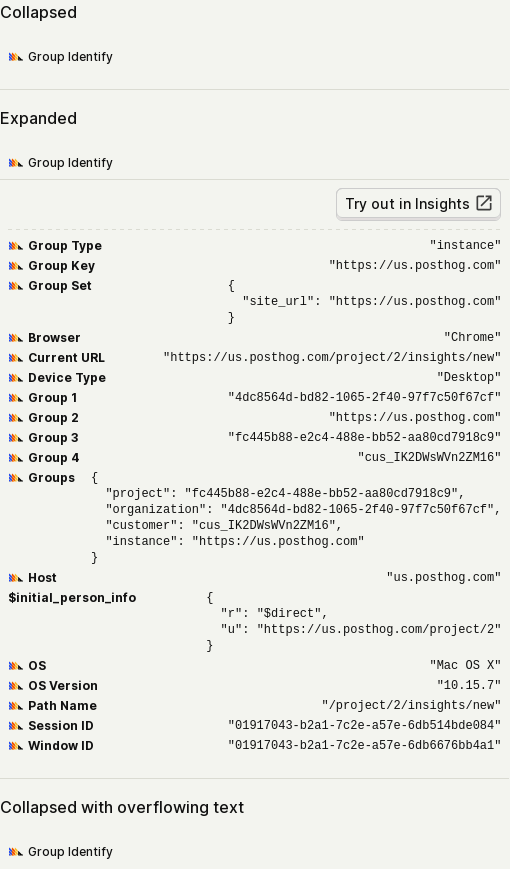 Collapsed
Group Identify
Expanded
Group Identify
Try out in Insights
Group Type "instance"
Group Key "https://us.posthog.com"
Group Set {
"site_url": "https://us.posthog.com"
}
Browser "Chrome"
Current URL "https://us.posthog.com/project/2/insights/new"
Device Type "Desktop"
Group 1 "4dc8564d-bd82-1065-2f40-97f7c50f67cf"
Group 2 "https://us.posthog.com"
Group 3 "fc445b88-e2c4-488e-bb52-aa80cd7918c9"
Group 4 "cus_IK2DWsWVn2ZM16"
Groups {
"project": "fc445b88-e2c4-488e-bb52-aa80cd7918c9",
"organization": "4dc8564d-bd82-1065-2f40-97f7c50f67cf",
"customer": "cus_IK2DWsWVn2ZM16",
"instance": "https://us.posthog.com"
}
Host "us.posthog.com"
$initial_person_info {
"r": "$direct",
"u": "https://us.posthog.com/project/2"
}
OS "Mac OS X"
OS Version "10.15.7"
Path Name "/project/2/insights/new"
Session ID "01917043-b2a1-7c2e-a57e-6db514bde084"
Window ID "01917043-b2a1-7c2e-a57e-6db6676bb4a1"
Collapsed with overflowing text
Group Identify